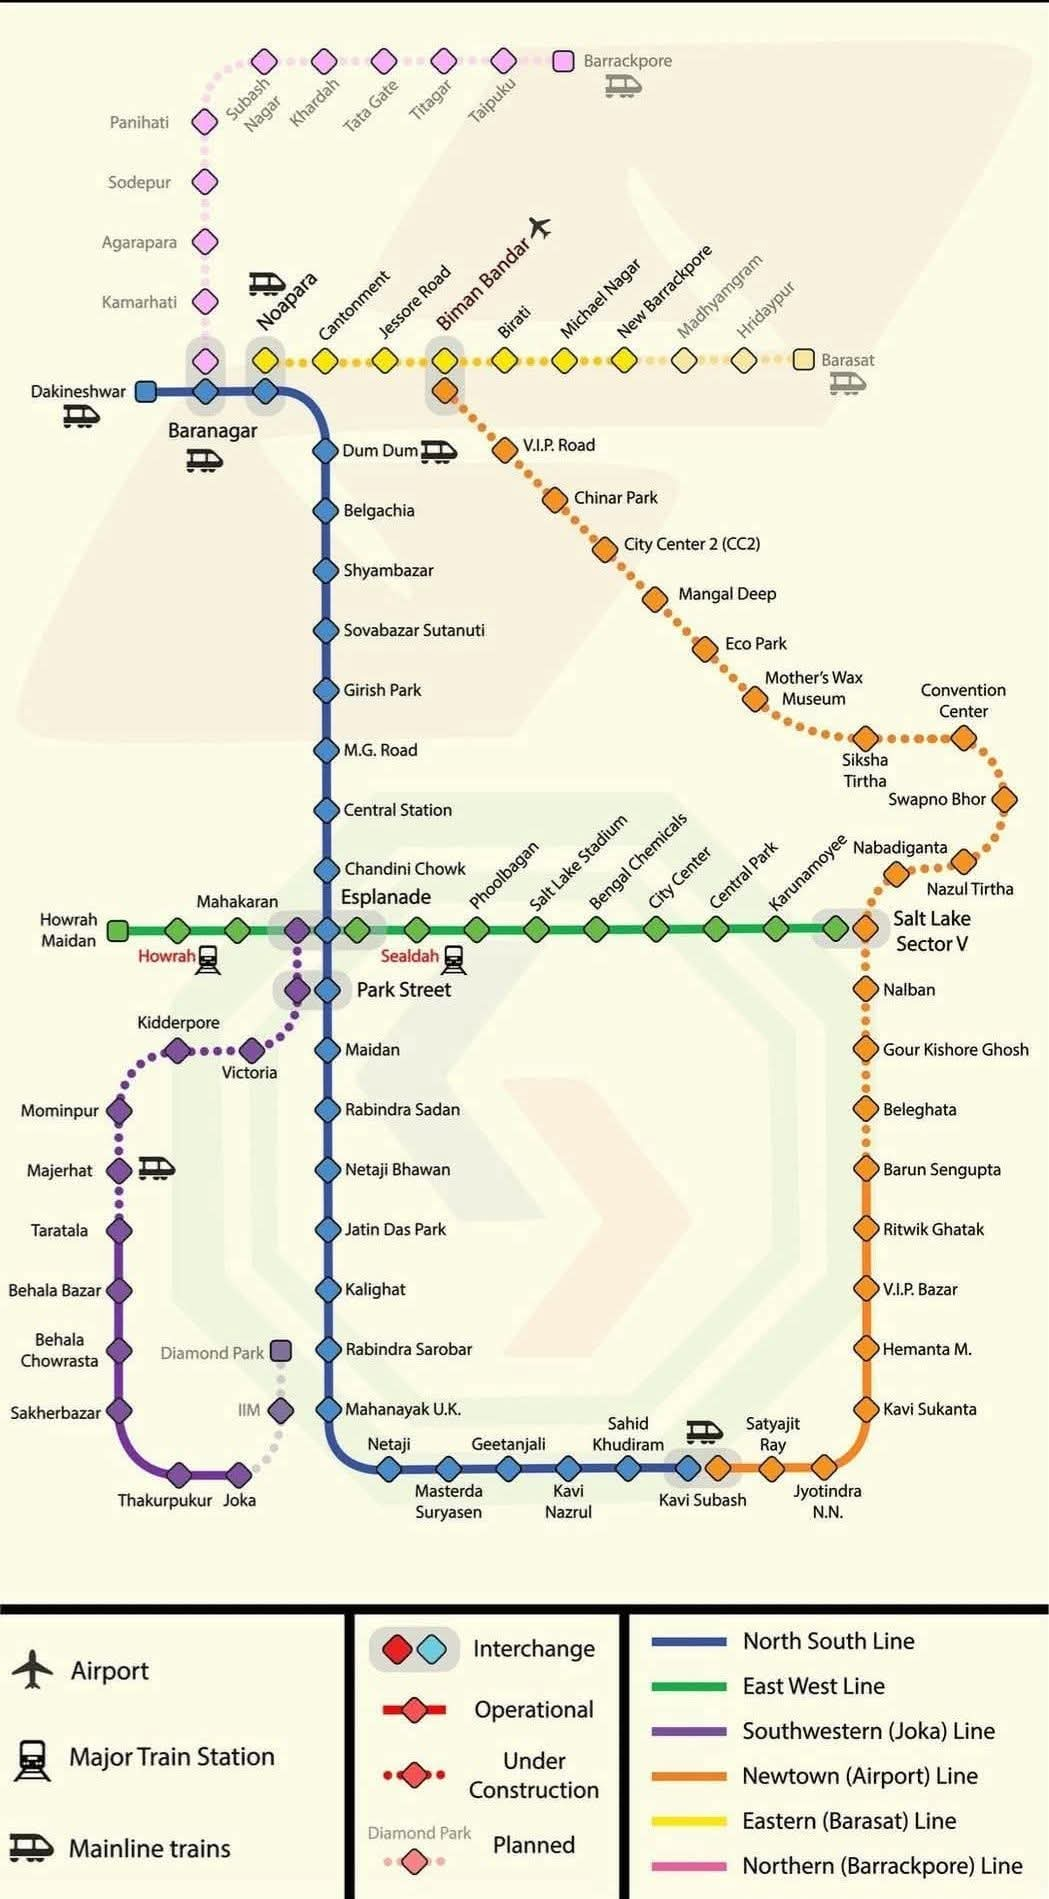 Barrackpore
Subash
Nagar
Khardah
Tata Gate
Titagar
Taipuku
Panihati
Sodepur
Agarapara
Kamarhati
Noapara
Cantonment
Jessore Road
Biman Bandar
Birati
Michael Nagar
New Barrackpore
Madhyamgram
Hridaypur
Barasat
Dakineshwar
Baranagar
Dum Dum
V.I.P. Road
Chinar Park
Belgachia
City Center 2 (CC2)
Shyambazar
Mangal Deep
Sovabazar Sutanuti
Eco Park
Mother's Wax
Museum
Girish Park
Convention
Center
M.G. Road
Siksha
Tirtha
Swapno Bhor
Central Station
Nabadiganta
Nazul Tirtha
Chandini Chowk
Mahakaran
Esplanade
Phoolbagan
Salt Lake Stadium
Bengal Chemicals
City Center
Central Park
Karunamoyee
Howrah
Maidan
Salt Lake
Sector V
Howrah
Sealdah
Park Street
Nalban
Kidderpore
Victoria
Maidan
Gour Kishore Ghosh
Mominpur
Rabindra Sadan
Beleghata
Majerhat
Netaji Bhawan
Barun Sengupta
Taratala
Jatin Das Park
Ritwik Ghatak
Behala Bazar
Kalighat
V.I.P. Bazar
Behala
Chowrasta
Diamond Park
Rabindra Sarobar
Hemanta M.
Sakherbazar
IIM
Mahanayak U.K.
Kavi Sukanta
Netaji
Geetanjali
Sahid
Khudiram
Satyajit
Ray
Thakurpukur
Joka
Masterda
Suryasen
Kavi
Nazrul
Kavi Subash
Jyotindra
N.N.
Airport
Major Train Station
Mainline trains
Interchange
Operational
Under
Construction
Diamond Park
Planned
North South Line
East West Line
Southwestern (Joka) Line
Newtown (Airport) Line
Eastern (Barasat) Line
Northern (Barrackpore) Line